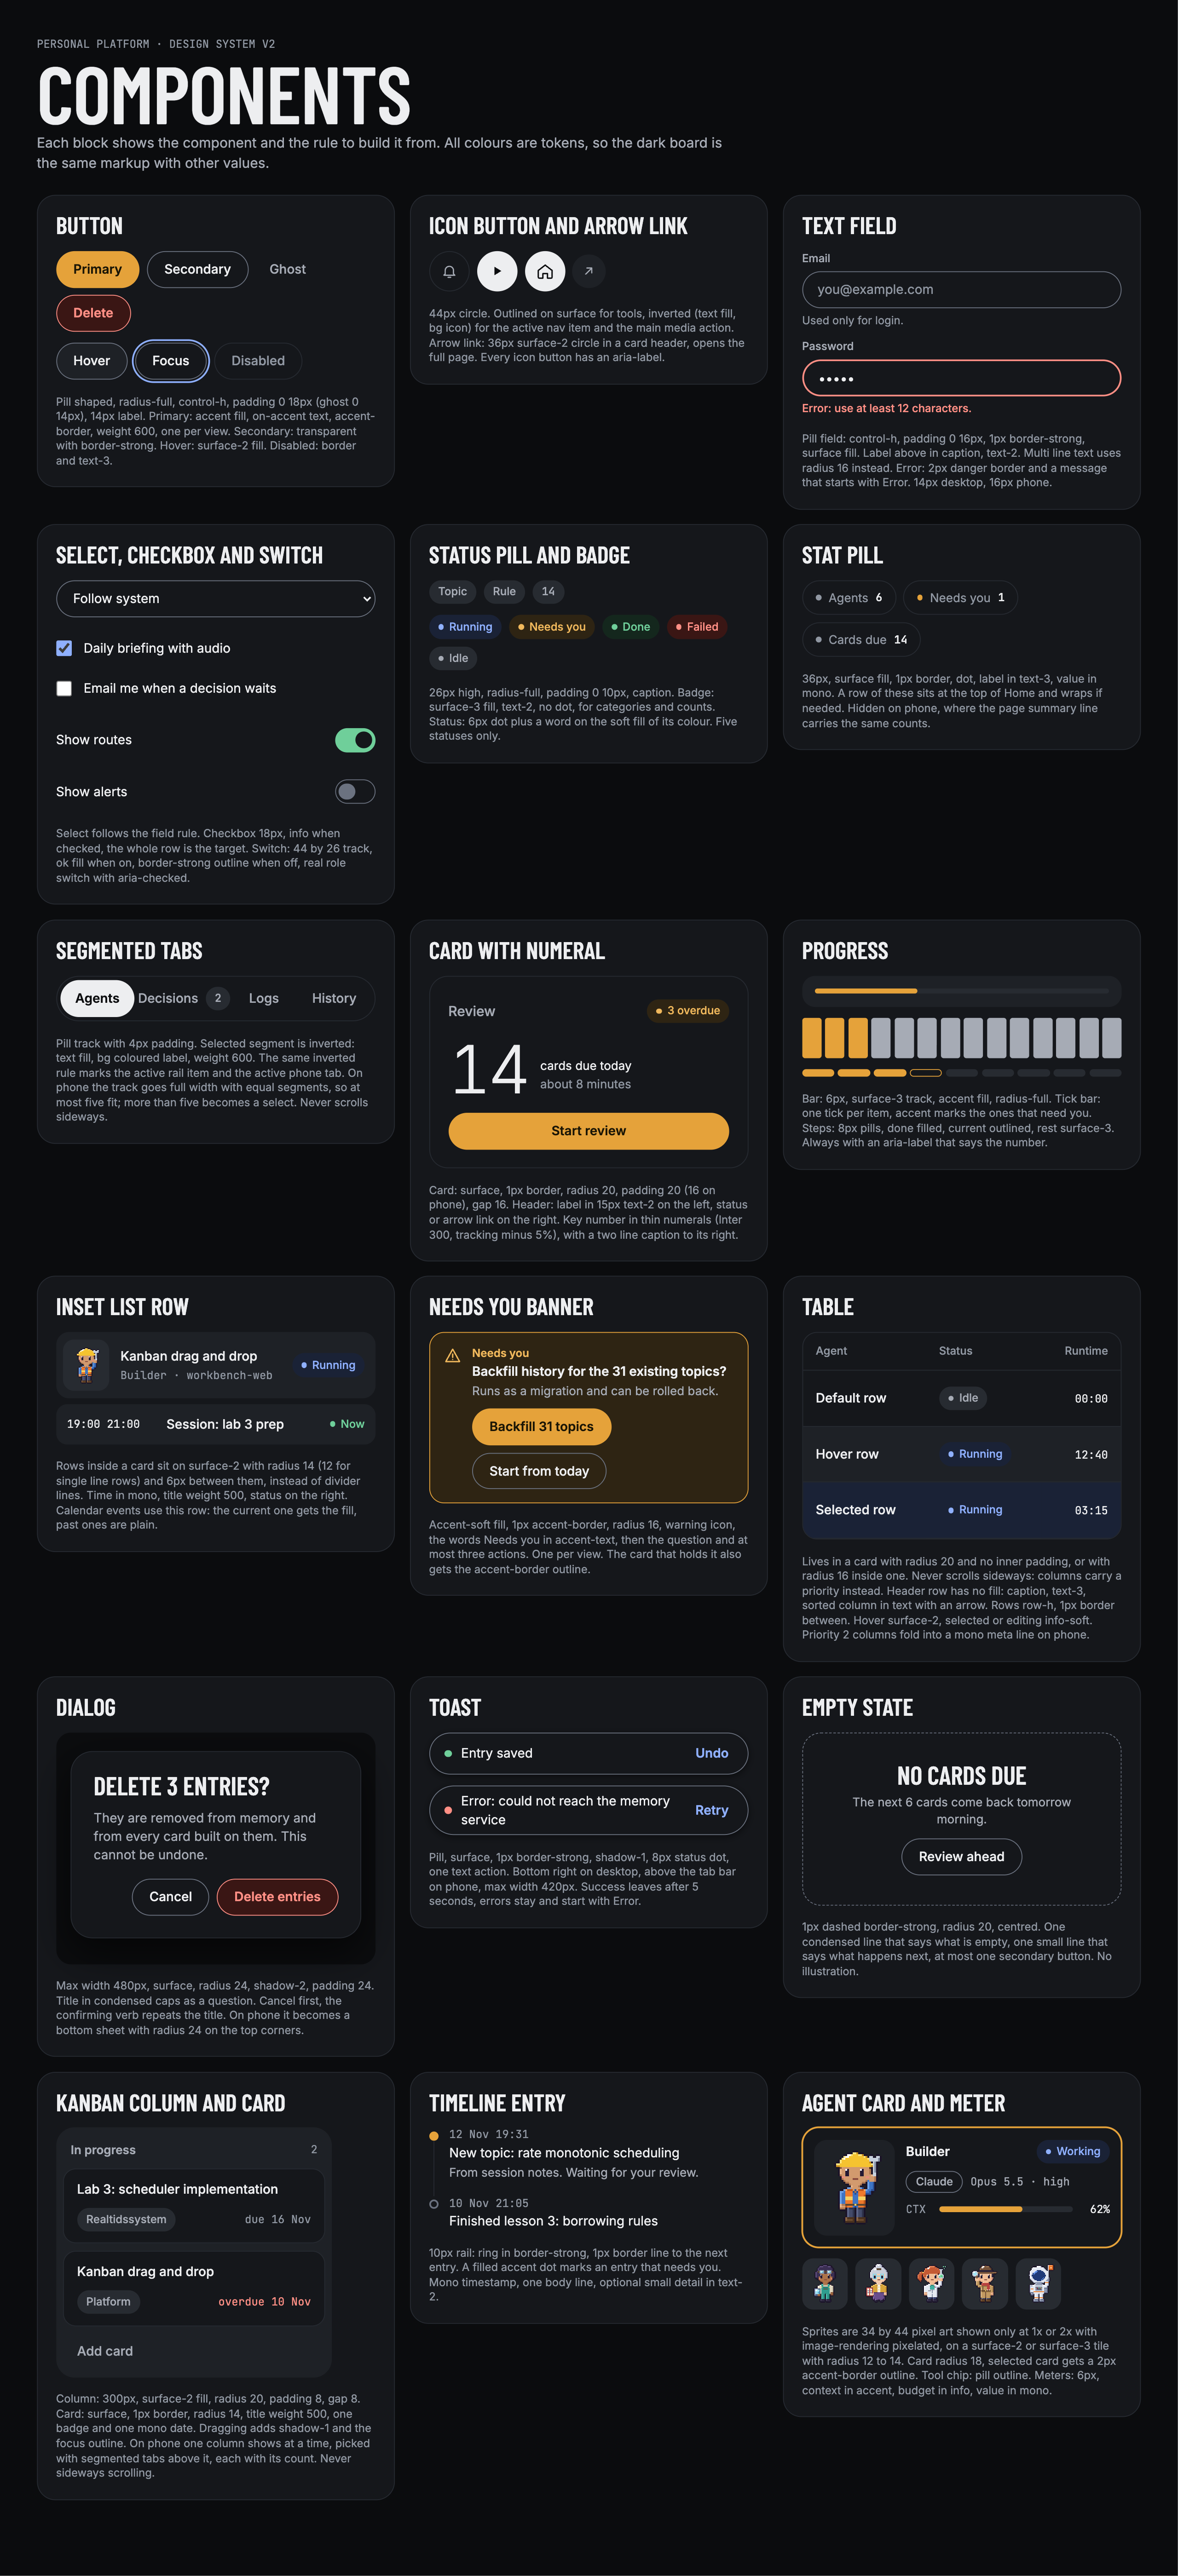 PERSONAL PLATFORM · DESIGN SYSTEM V2
COMPONENTS
Each block shows the component and the rule to build it from. All colours are tokens, so the dark board is
the same markup with other values.
BUTTON
Primary
Secondary
Ghost
Delete
Hover
Focus
Disabled
Pill shaped, radius-full, control-h, padding 0 18px (ghost 0
14px), 14px label. Primary: accent fill, on-accent text, accent-
border, weight 600, one per view. Secondary: transparent
with border-strong. Hover: surface-2 fill. Disabled: border
and text-3.
ICON BUTTON AND ARROW LINK
44px circle. Outlined on surface for tools, inverted (text fill,
bg icon) for the active nav item and the main media action.
Arrow link: 36px surface-2 circle in a card header, opens the
full page. Every icon button has an aria-label.
TEXT FIELD
Email
you@example.com
Used only for login.
Password
Error: use at least 12 characters.
Pill field: control-h, padding 0 16px, 1px border-strong,
surface fill. Label above in caption, text-2. Multi line text uses
radius 16 instead. Error: 2px danger border and a message
that starts with Error. 14px desktop, 16px phone.
SELECT, CHECKBOX AND SWITCH
Follow system
Daily briefing with audio
Email me when a decision waits
Show routes
Show alerts
Select follows the field rule. Checkbox 18px, info when
checked, the whole row is the target. Switch: 44 by 26 track,
ok fill when on, border-strong outline when off, real role
switch with aria-checked.
STATUS PILL AND BADGE
Topic
Rule
14
Running
Needs you
Done
Failed
Idle
26px high, radius-full, padding 0 10px, caption. Badge:
surface-3 fill, text-2, no dot, for categories and counts.
Status: 6px dot plus a word on the soft fill of its colour. Five
statuses only.
STAT PILL
Agents 6
Needs you 1
Cards due 14
36px, surface fill, 1px border, dot, label in text-3, value in
mono. A row of these sits at the top of Home and wraps if
needed. Hidden on phone, where the page summary line
carries the same counts.
SEGMENTED TABS
Agents
Decisions 2
Logs
History
Pill track with 4px padding. Selected segment is inverted:
text fill, bg coloured label, weight 600. The same inverted
rule marks the active rail item and the active phone tab. On
phone the track goes full width with equal segments, so at
most five fit; more than five becomes a select. Never scrolls
sideways.
CARD WITH NUMERAL
Review
3 overdue
14
cards due today
about 8 minutes
Start review
Card: surface, 1px border, radius 20, padding 20 (16 on
phone), gap 16. Header: label in 15px text-2 on the left, status
or arrow link on the right. Key number in thin numerals (Inter
300, tracking minus 5%), with a two line caption to its right.
PROGRESS
Bar: 6px, surface-3 track, accent fill, radius-full. Tick bar:
one tick per item, accent marks the ones that need you.
Steps: 8px pills, done filled, current outlined, rest surface-3.
Always with an aria-label that says the number.
INSET LIST ROW
Kanban drag and drop
Builder · workbench-web
Running
19:00 21:00
Session: lab 3 prep
Now
Rows inside a card sit on surface-2 with radius 14 (12 for
single line rows) and 6px between them, instead of divider
lines. Time in mono, title weight 500, status on the right.
Calendar events use this row: the current one gets the fill,
past ones are plain.
NEEDS YOU BANNER
Needs you
Backfill history for the 31 existing topics?
Runs as a migration and can be rolled back.
Backfill 31 topics
Start from today
Accent-soft fill, 1px accent-border, radius 16, warning icon,
the words Needs you in accent-text, then the question and at
most three actions. One per view. The card that holds it also
gets the accent-border outline.
TABLE
Agent
Status
Runtime
Default row
Idle
00:00
Hover row
Running
12:40
Selected row
Running
03:15
Lives in a card with radius 20 and no inner padding, or with
radius 16 inside one. Never scrolls sideways: columns carry a
priority instead. Header row has no fill: caption, text-3,
sorted column in text with an arrow. Rows row-h, 1px border
between. Hover surface-2, selected or editing info-soft.
Priority 2 columns fold into a mono meta line on phone.
DIALOG
DELETE 3 ENTRIES?
They are removed from memory and
from every card built on them. This
cannot be undone.
Cancel
Delete entries
Max width 480px, surface, radius 24, shadow-2, padding 24.
Title in condensed caps as a question. Cancel first, the
confirming verb repeats the title. On phone it becomes a
bottom sheet with radius 24 on the top corners.
TOAST
Entry saved
Undo
Error: could not reach the memory
service
Retry
Pill, surface, 1px border-strong, shadow-1, 8px status dot,
one text action. Bottom right on desktop, above the tab bar
on phone, max width 420px. Success leaves after 5
seconds, errors stay and start with Error.
EMPTY STATE
NO CARDS DUE
The next 6 cards come back tomorrow
morning.
Review ahead
1px dashed border-strong, radius 20, centred. One
condensed line that says what is empty, one small line that
says what happens next, at most one secondary button. No
illustration.
KANBAN COLUMN AND CARD
In progress
2
Lab 3: scheduler implementation
Realtidssystem
due 16 Nov
Kanban drag and drop
Platform
overdue 10 Nov
Add card
Column: 300px, surface-2 fill, radius 20, padding 8, gap 8.
Card: surface, 1px border, radius 14, title weight 500, one
badge and one mono date. Dragging adds shadow-1 and the
focus outline. On phone one column shows at a time, picked
with segmented tabs above it, each with its count. Never
sideways scrolling.
TIMELINE ENTRY
12 Nov 19:31
New topic: rate monotonic scheduling
From session notes. Waiting for your review.
10 Nov 21:05
Finished lesson 3: borrowing rules
10px rail: ring in border-strong, 1px border line to the next
entry. A filled accent dot marks an entry that needs you.
Mono timestamp, one body line, optional small detail in text-
2.
AGENT CARD AND METER
Builder
Working
Claude
Opus 5.5 · high
CTX
62%
Sprites are 34 by 44 pixel art shown only at 1x or 2x with
image-rendering pixelated, on a surface-2 or surface-3 tile
with radius 12 to 14. Card radius 18, selected card gets a 2px
accent-border outline. Tool chip: pill outline. Meters: 6px,
context in accent, budget in info, value in mono.